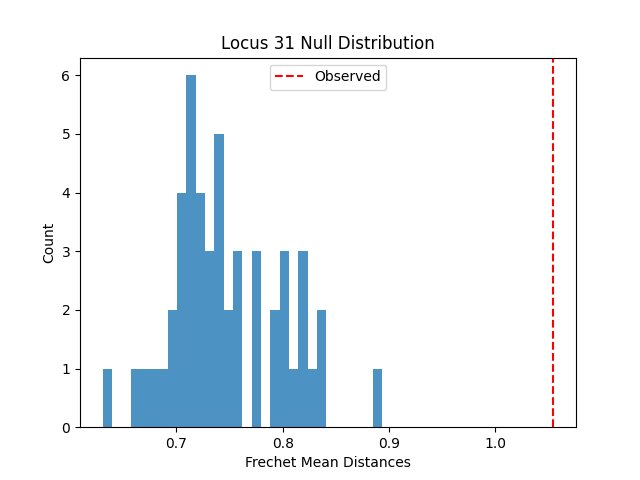 Locus 31 Null Distribution
Observed
6
5
4
3
2
1
0
Count
0.7 0.8 0.9 1.0
Frechet Mean Distances